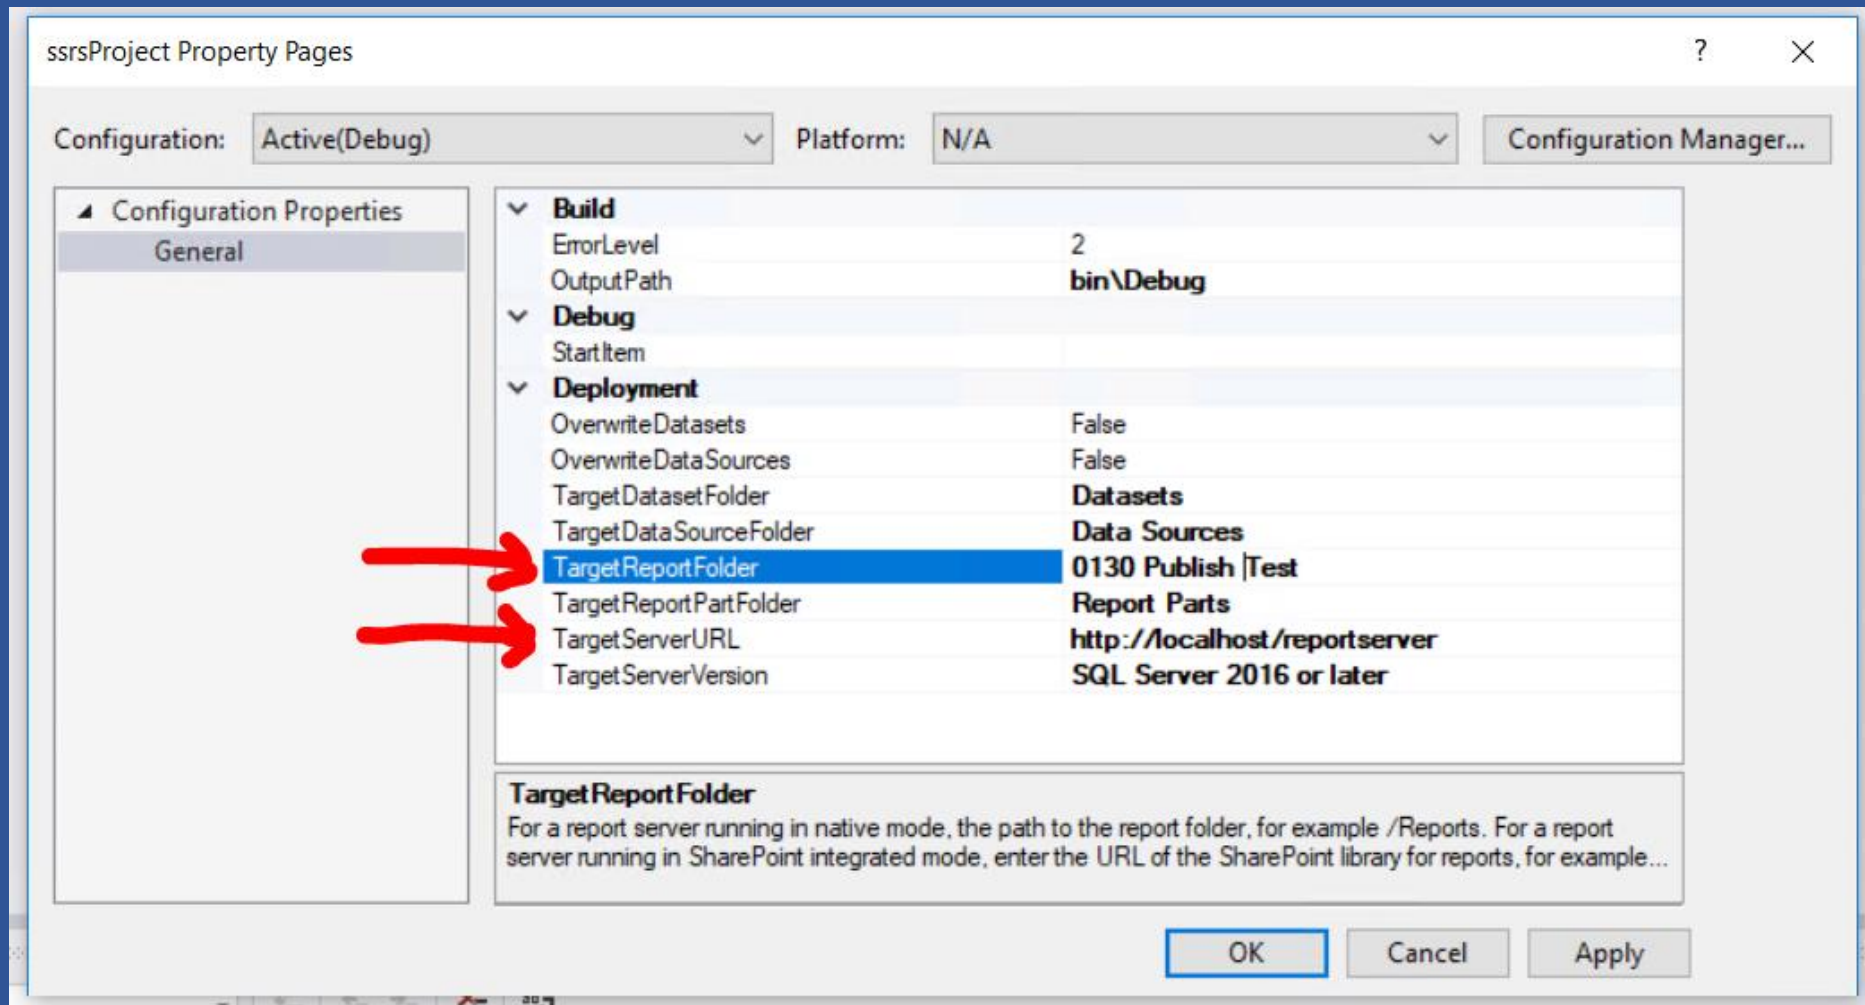 ssrsProject Property Pages ?
Configuration: Active(Debug) Platform: N/A Configuration Manager...
Configuration Properties
General
Build
ErrorLevel 2
OutputPath bin\Debug
Debug
StartItem
Deployment
OverwriteDatasets False
OverwriteDataSources False
TargetDatasetFolder Datasets
TargetDataSourceFolder Data Sources
TargetReportFolder 0130 Publish Test
TargetReportPartFolder Report Parts
TargetServerURL http://localhost/reportserver
TargetServerVersion SQL Server 2016 or later
TargetReportFolder
For a report server running in native mode, the path to the report folder, for example /Reports. For a report
server running in SharePoint integrated mode, enter the URL of the SharePoint library for reports, for example...
OK Cancel Apply